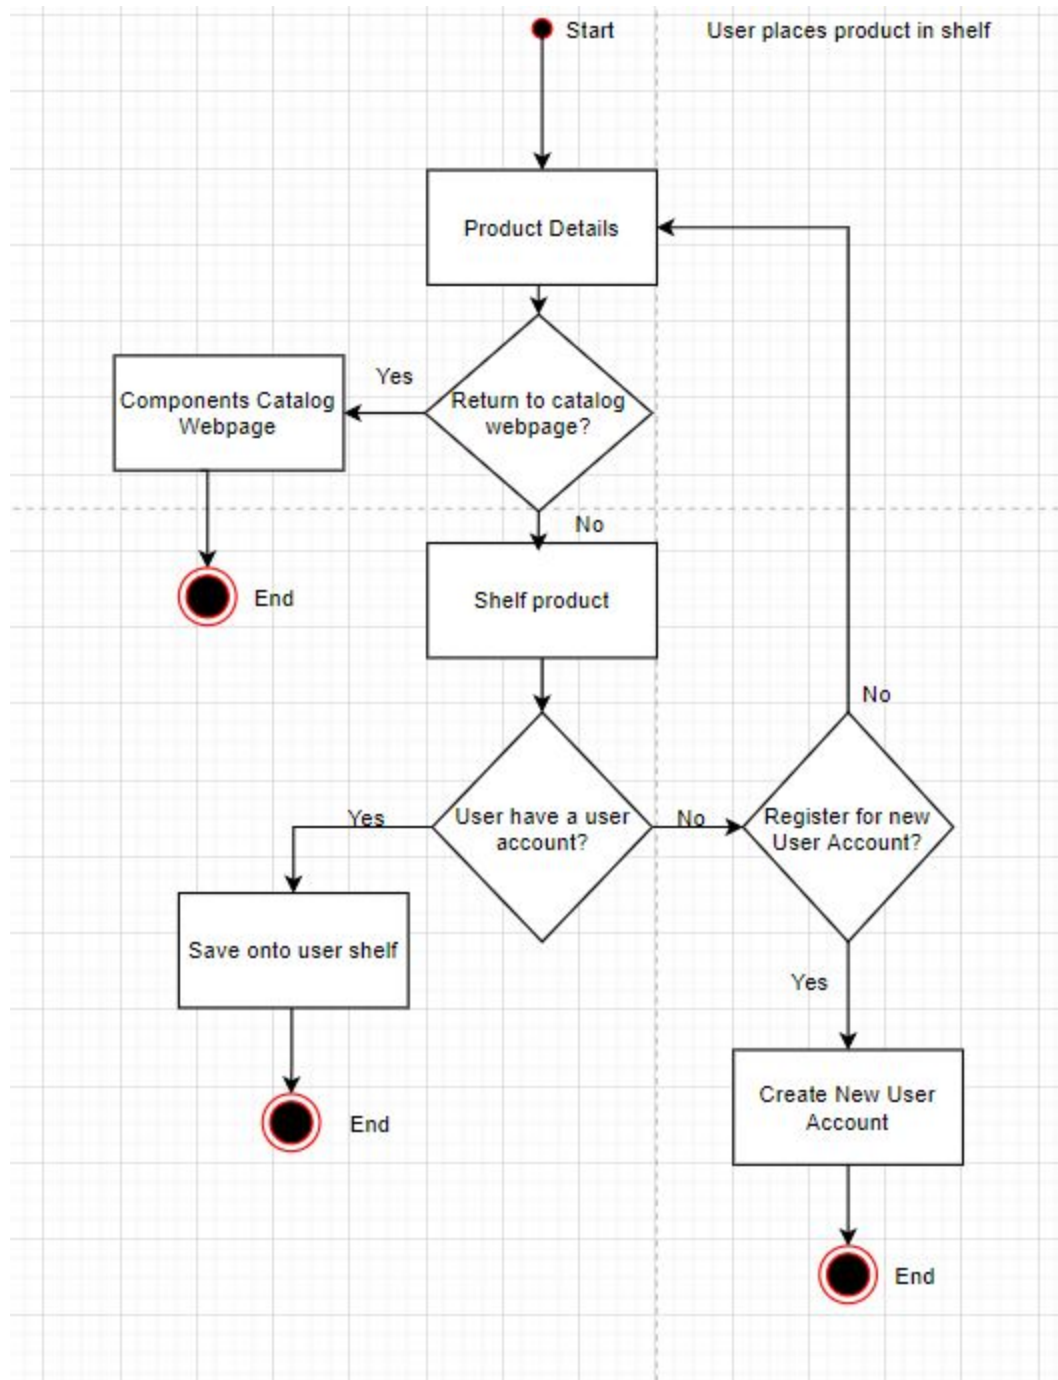 Start
User places product in shelf
Product Details
Yes
Components Catalog
Webpage
Return to catalog
webpage?
No
End
Shelf product
No
Yes
User have a user
account?
No
Register for new
User Account?
Save onto user shelf
Yes
Create New User
Account
End
End